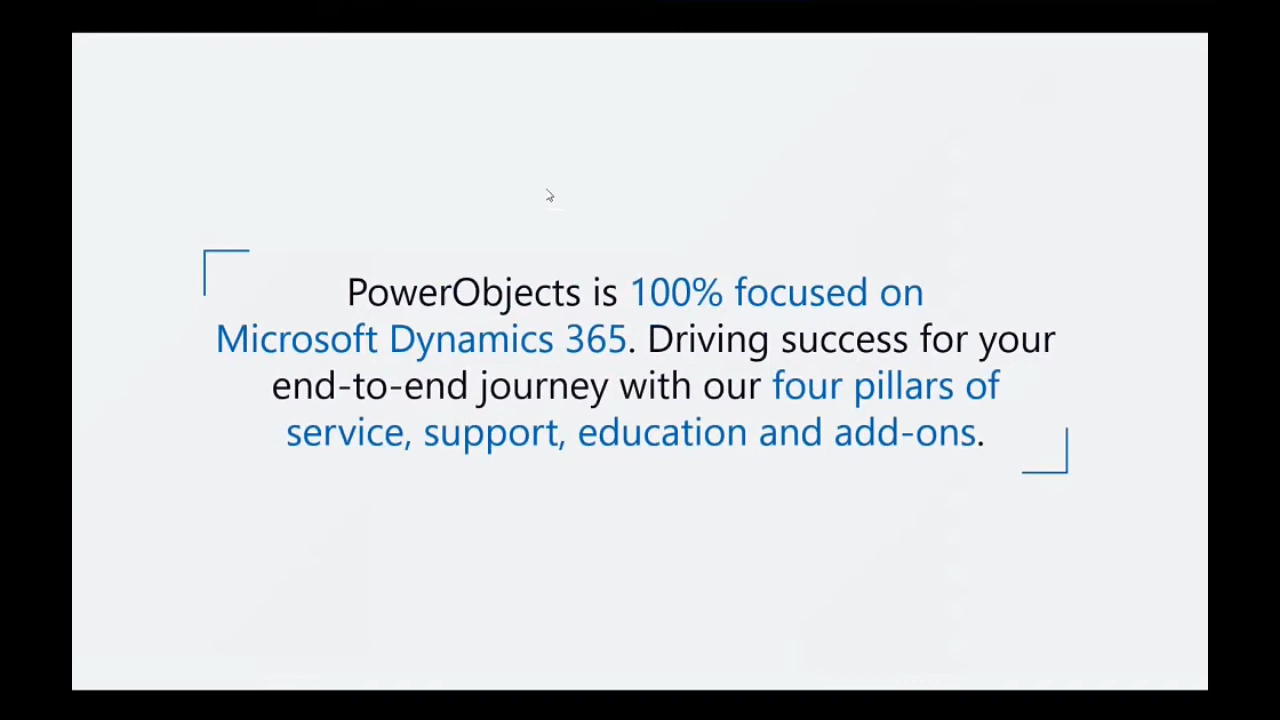 PowerObjects is 100% focused on
Microsoft Dynamics 365. Driving success for your
end-to-end journey with our four pillars of
service, support, education and add-ons.